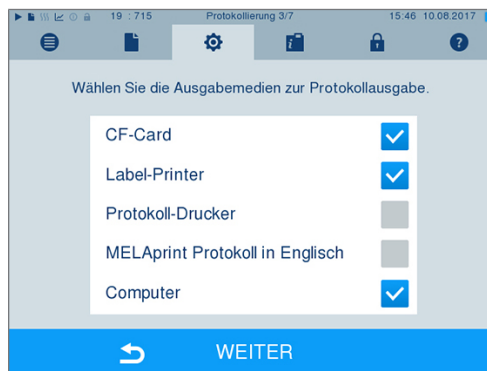 19 : 715 Protokollierung 3/7 15:46 10.08.2017
Wählen Sie die Ausgabemedien zur Protokollausgabe.
CF-Card
Label-Printer
Protokoll-Drucker
MELAprint Protokoll in Englisch
Computer
WEITER